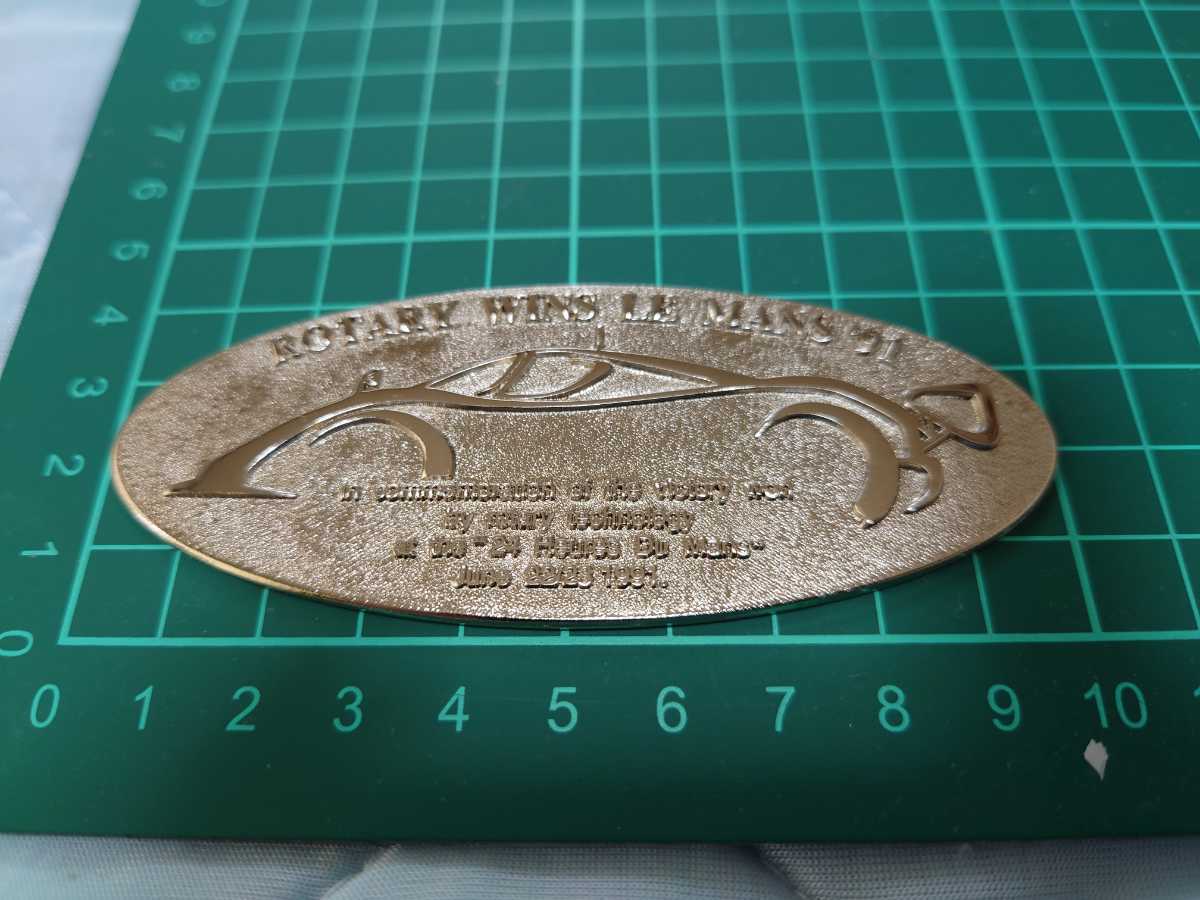 ROTARY WINS LE MANS '91
In commemoration of the victory won
by rotary technology
at the "24 Heures Du Mans"
June 22/23 1991.
9
8
7
6
5
4
3
2
1
0
0 1 2 3 4 5 6 7 8 9 10